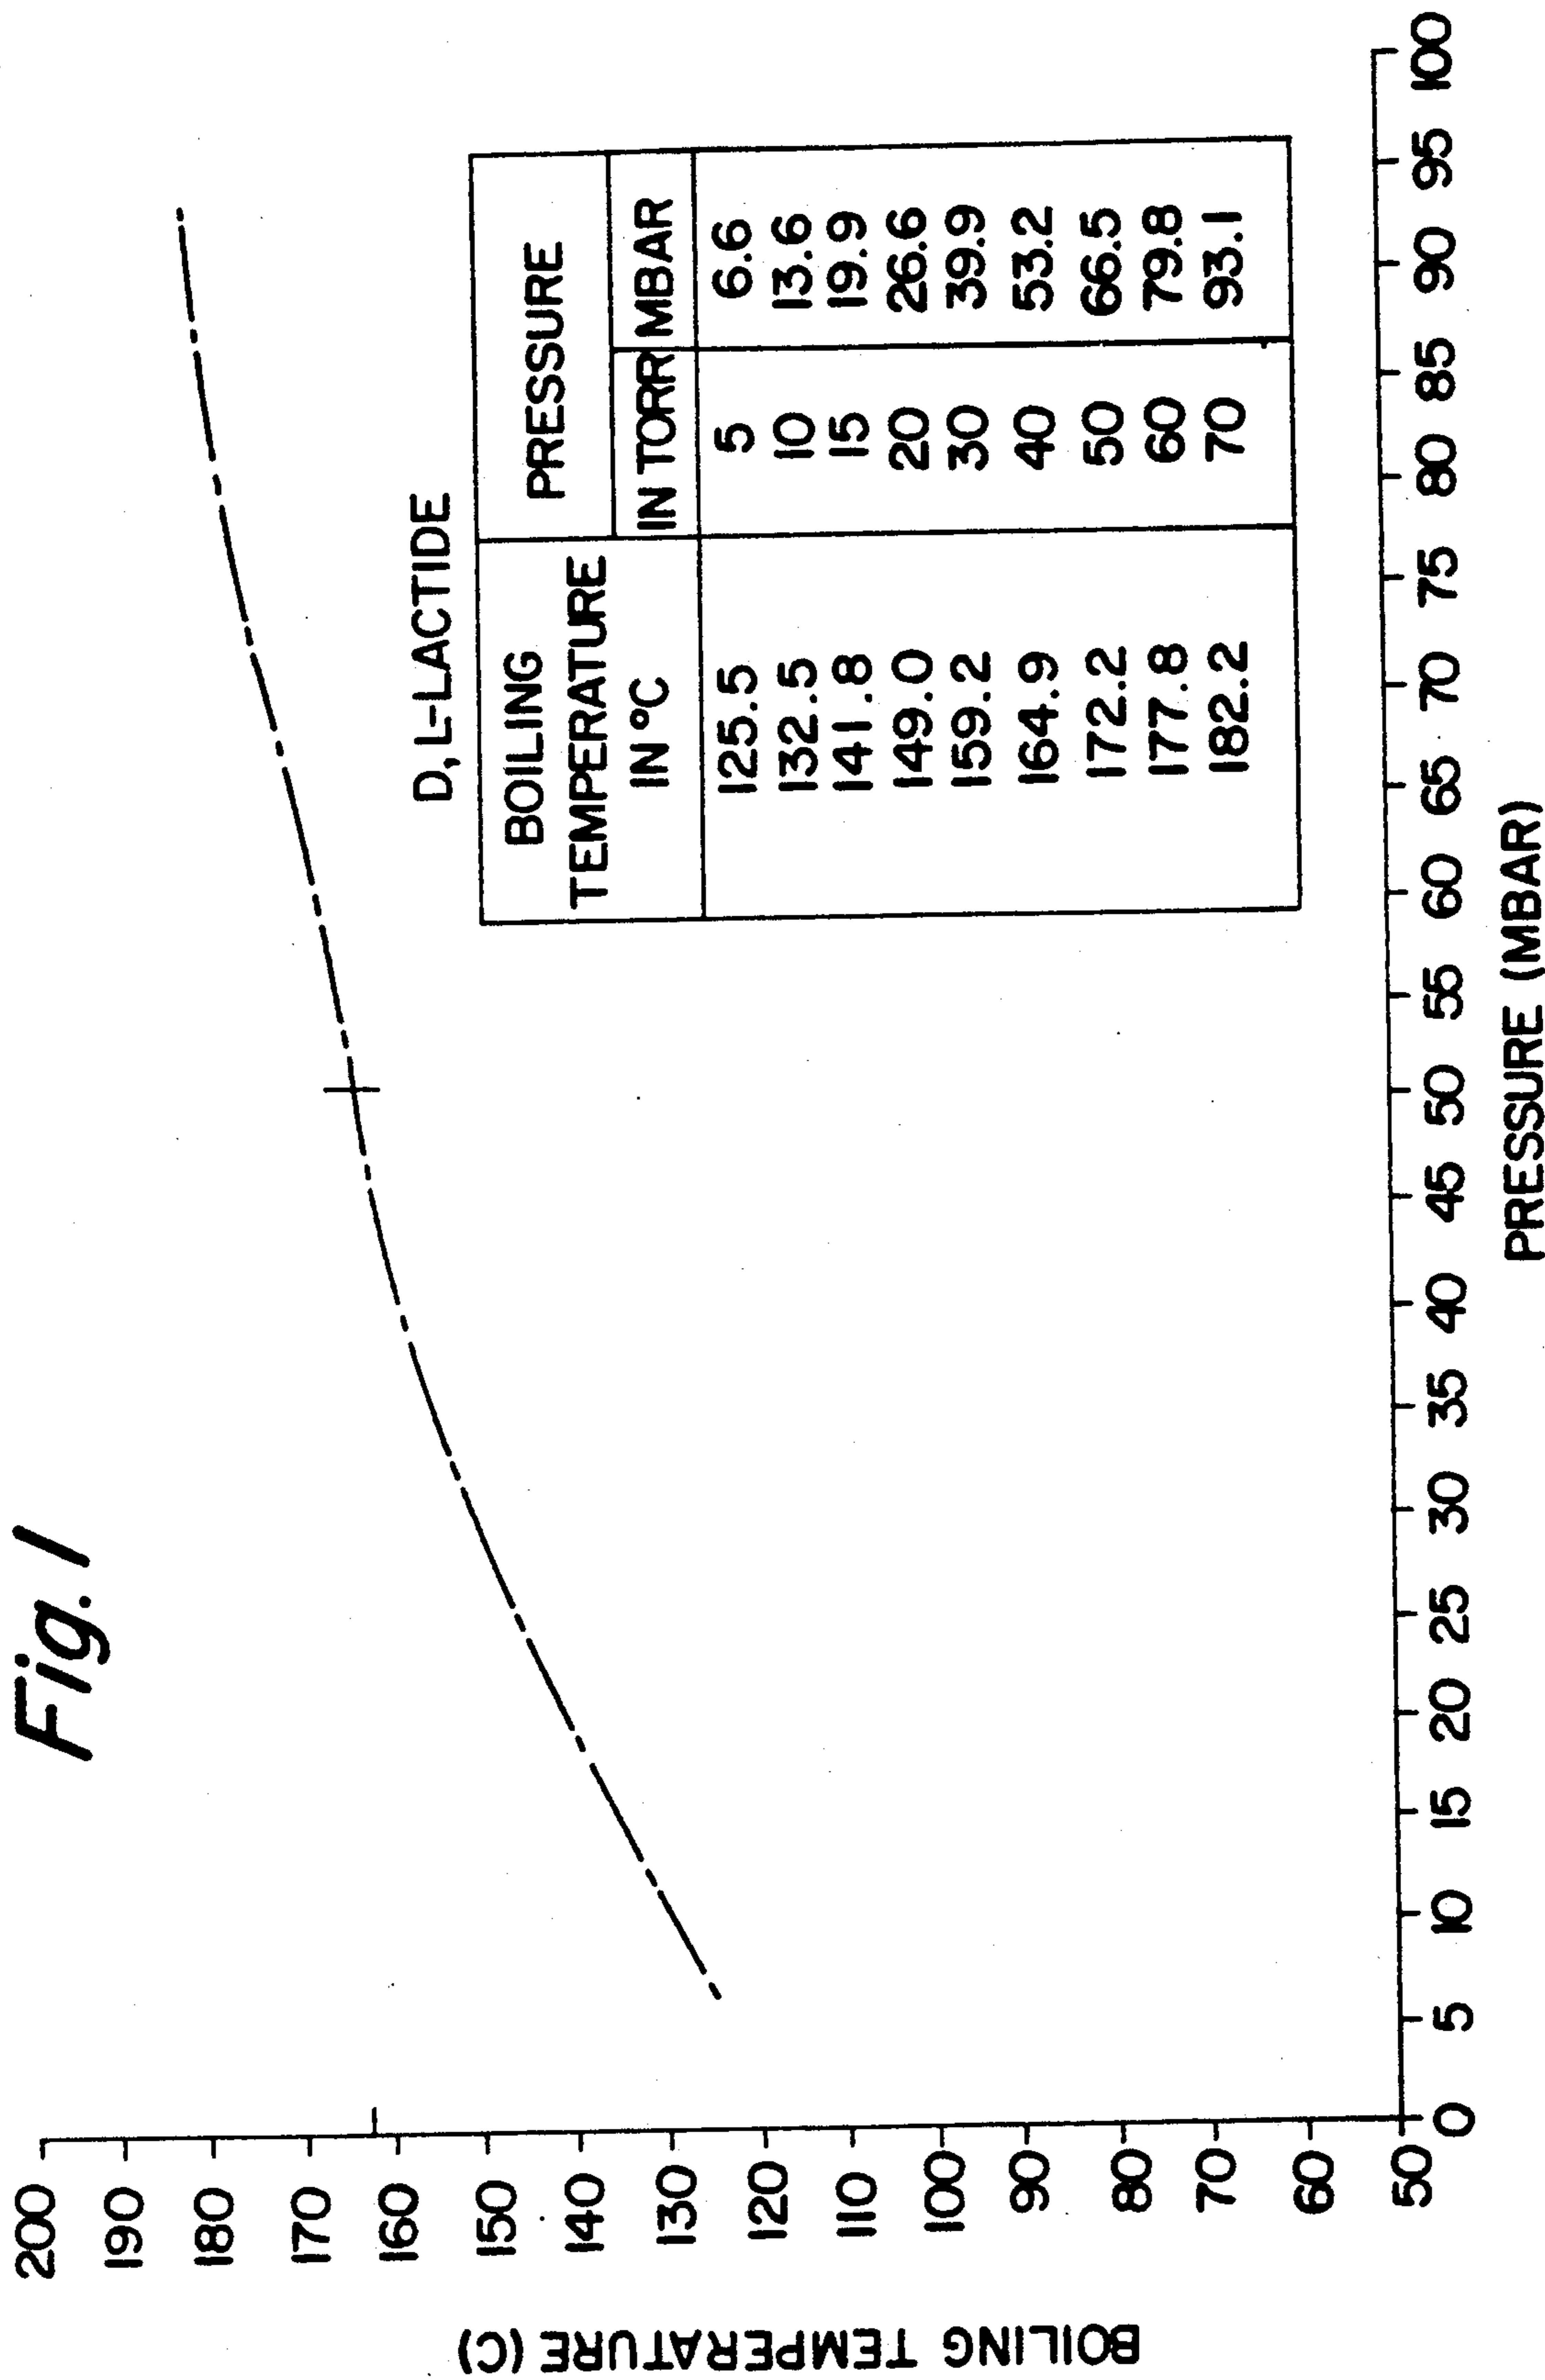 Fig. 1
D, L-LACTIDE
BOILING TEMPERATURE IN °C
PRESSURE
IN TORR MBAR
125.5 5 6.6
132.5 10 13.6
141.8 15 19.9
149.0 20 26.6
159.2 30 39.9
164.9 40 53.2
172.2 50 66.5
177.8 60 79.8
182.2 70 93.1
BOILING TEMPERATURE (C)
200
190
180
170
160
150
140
130
120
110
100
90
80
70
60
50
0 5 10 15 20 25 30 35 40 45 50 55 60 65 70 75 80 85 90 95 100
PRESSURE (MBAR)